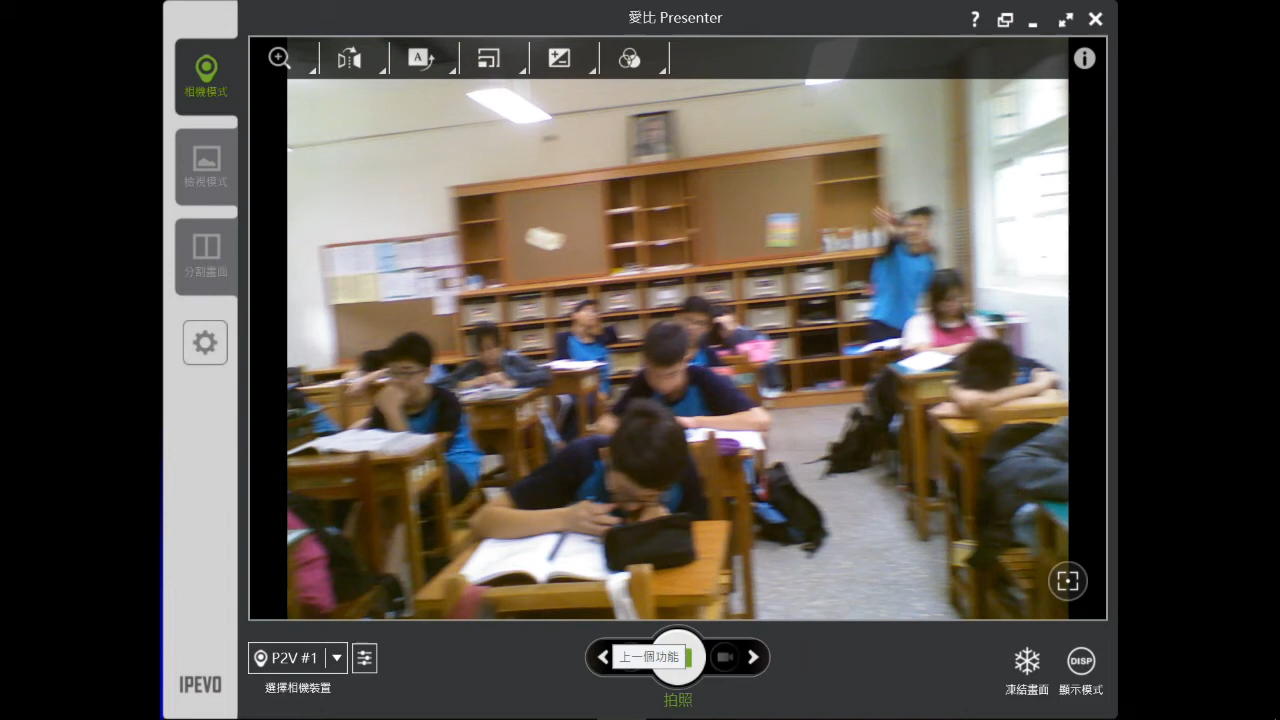 愛比 Presenter
?
相機模式
A
檢視模式
分割畫面
P2V #1
上一個功能
DISP
選擇相機裝置
拍照
凍結畫面
顯示模式
IPEVO